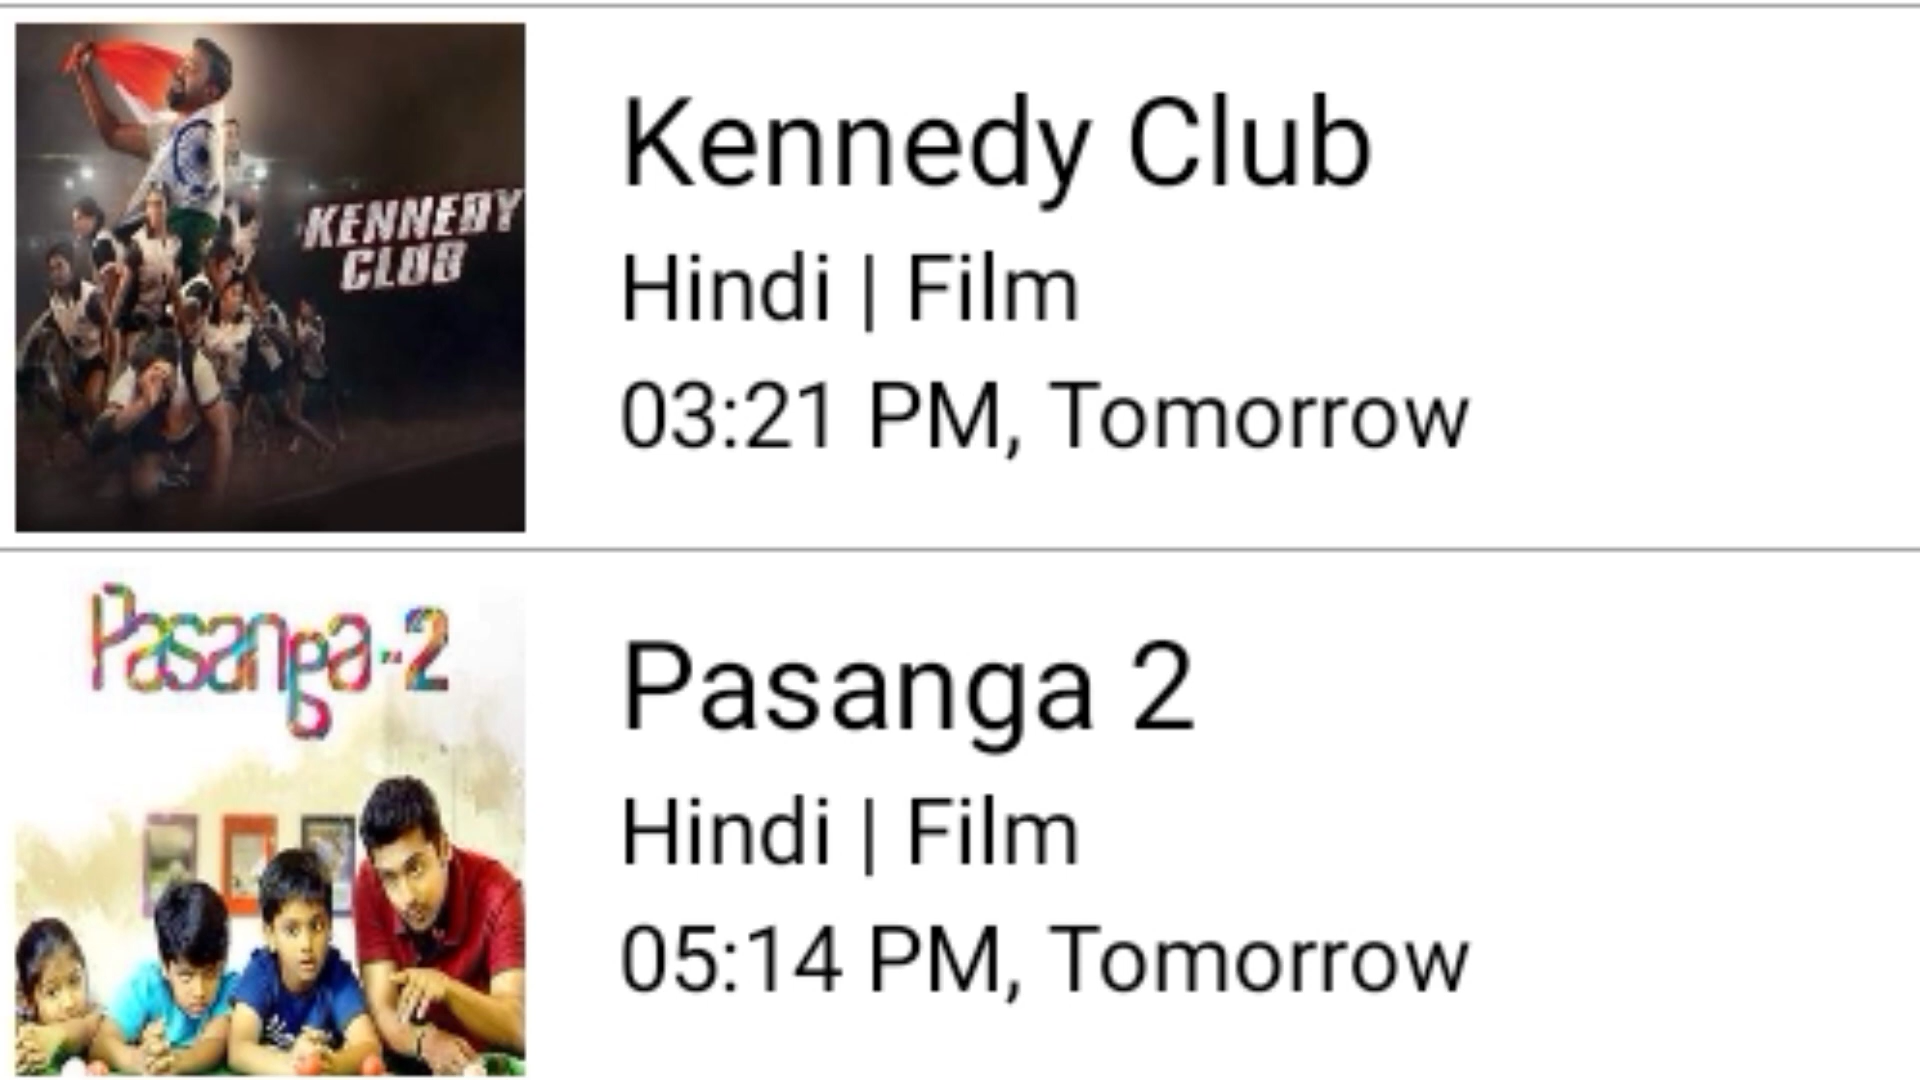 KENNEDY
CLUB
Kennedy Club
Hindi | Film
03:21 PM, Tomorrow
Pasanga-2
Pasanga 2
Hindi | Film
05:14 PM, Tomorrow